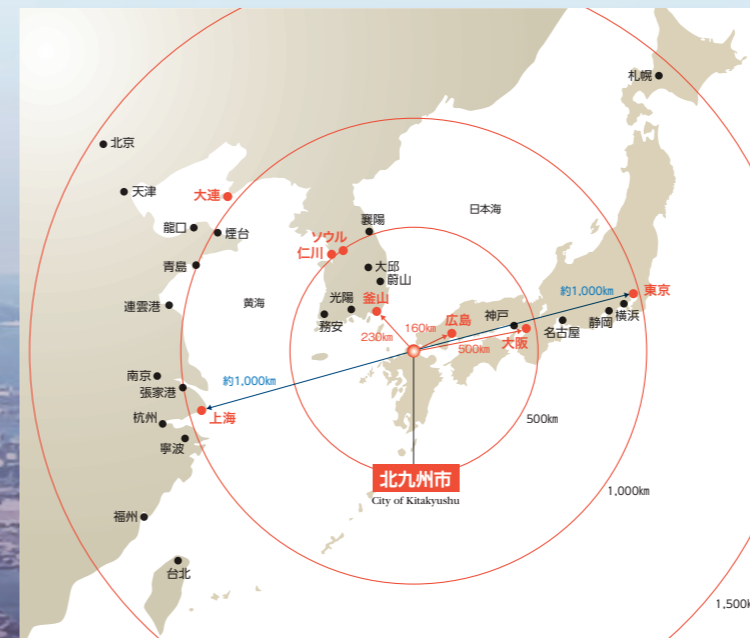 札幌
北京
天津
大連
日本海
龍口
煙台
襄陽
ソウル
仁川
青島
大邱
蔚山
黄海
約1,000km
東京
連雲港
光陽
釜山
務安
160km
広島
神戸
横浜
静岡
名古屋
230km
500km
大阪
南京
張家港
約1,000km
上海
杭州
500km
寧波
北九州市
City of Kitakyushu
1,000km
福州
台北
1,500k